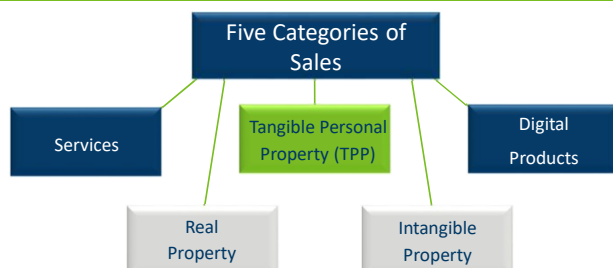 Five Categories of
Sales
Services
Tangible Personal
Property (TPP)
Digital
Products
Real
Property
Intangible
Property